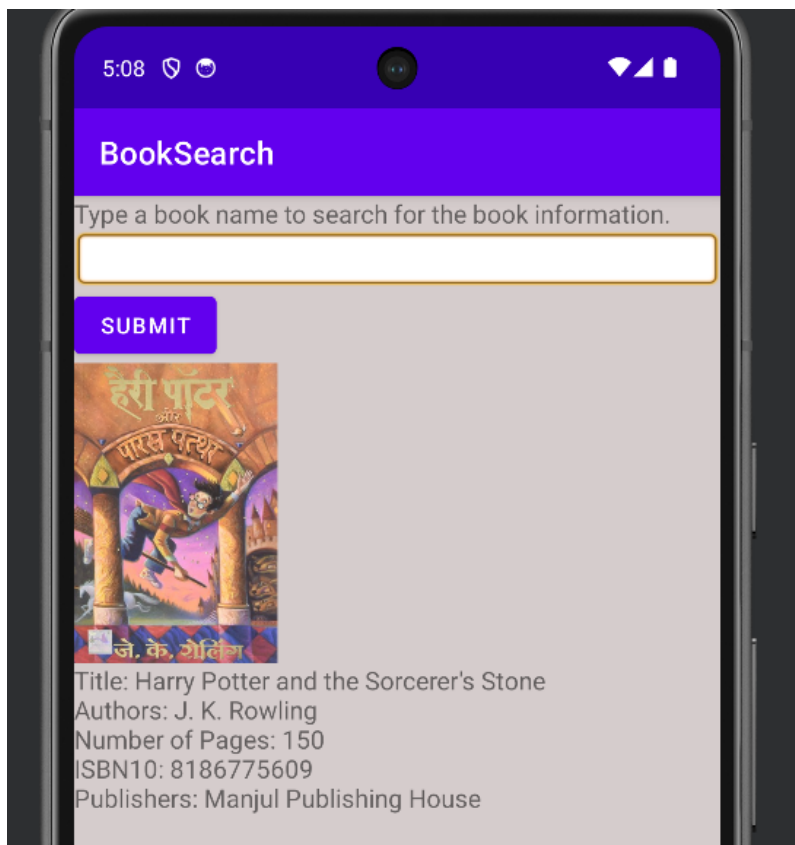 5:08
BookSearch
Type a book name to search for the book information.
SUBMIT
हैरी पॉटर
और
पारस पत्थर
जे. के. रोलिंग
Title: Harry Potter and the Sorcerer's Stone
Authors: J. K. Rowling
Number of Pages: 150
ISBN10: 8186775609
Publishers: Manjul Publishing House